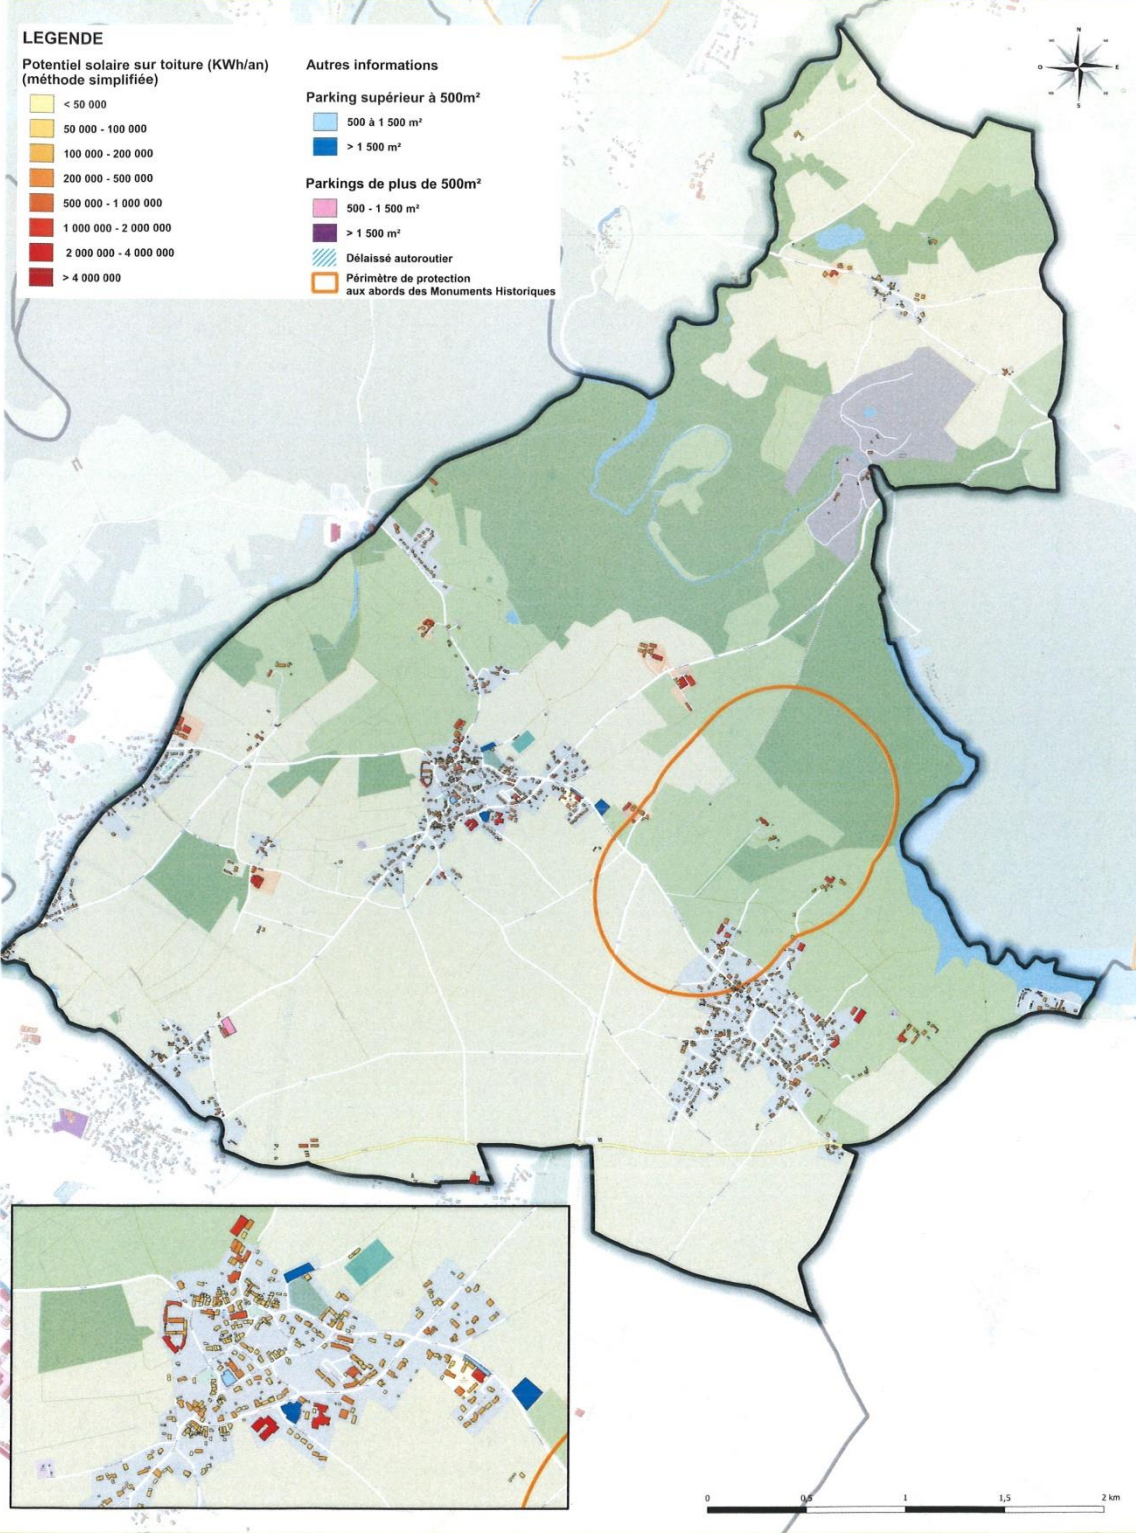 LEGENDE
Potentiel solaire sur toiture (KWh/an)
(méthode simplifiée)
< 50 000
50 000 - 100 000
100 000 - 200 000
200 000 - 500 000
500 000 - 1 000 000
1 000 000 - 2 000 000
2 000 000 - 4 000 000
> 4 000 000
Autres informations
Parking supérieur à 500m²
500 à 1 500 m²
> 1 500 m²
Parkings de plus de 500m²
500 - 1 500 m²
> 1 500 m²
Délaissé autoroutier
Périmètre de protection
aux abords des Monuments Historiques
N
O
E
S
0
0,5
1
1,5
2 km